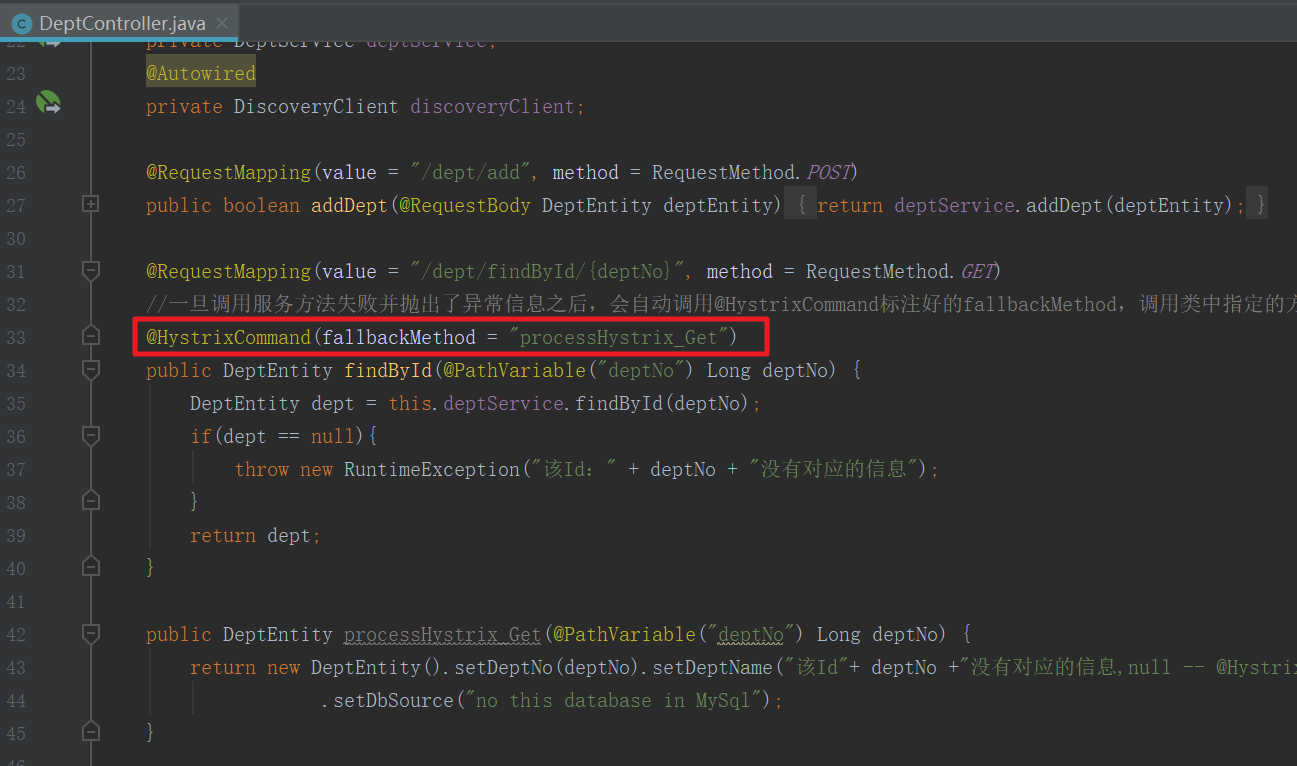 DeptController.java
22 private DeptService deptService;
23 @Autowired
24 private DiscoveryClient discoveryClient;
25
26 @RequestMapping(value = "/dept/add", method = RequestMethod.POST)
27 public boolean addDept(@RequestBody DeptEntity deptEntity) { return deptService.addDept(deptEntity); }
30
31 @RequestMapping(value = "/dept/findById/{deptNo}", method = RequestMethod.GET)
32 //一旦调用服务方法失败并抛出了异常信息之后，会自动调用@HystrixCommand标注好的fallbackMethod，调用类中指定的方
33 @HystrixCommand(fallbackMethod = "processHystrix_Get")
34 public DeptEntity findById(@PathVariable("deptNo") Long deptNo) {
35 DeptEntity dept = this.deptService.findById(deptNo);
36 if(dept == null){
37 throw new RuntimeException("该Id：" + deptNo + "没有对应的信息");
38 }
39 return dept;
40 }
41
42 public DeptEntity processHystrix_Get(@PathVariable("deptNo") Long deptNo) {
43 return new DeptEntity().setDeptNo(deptNo).setDeptName("该Id"+ deptNo +"没有对应的信息,null -- @Hystrix
44 .setDbSource("no this database in MySql");
45 }
46